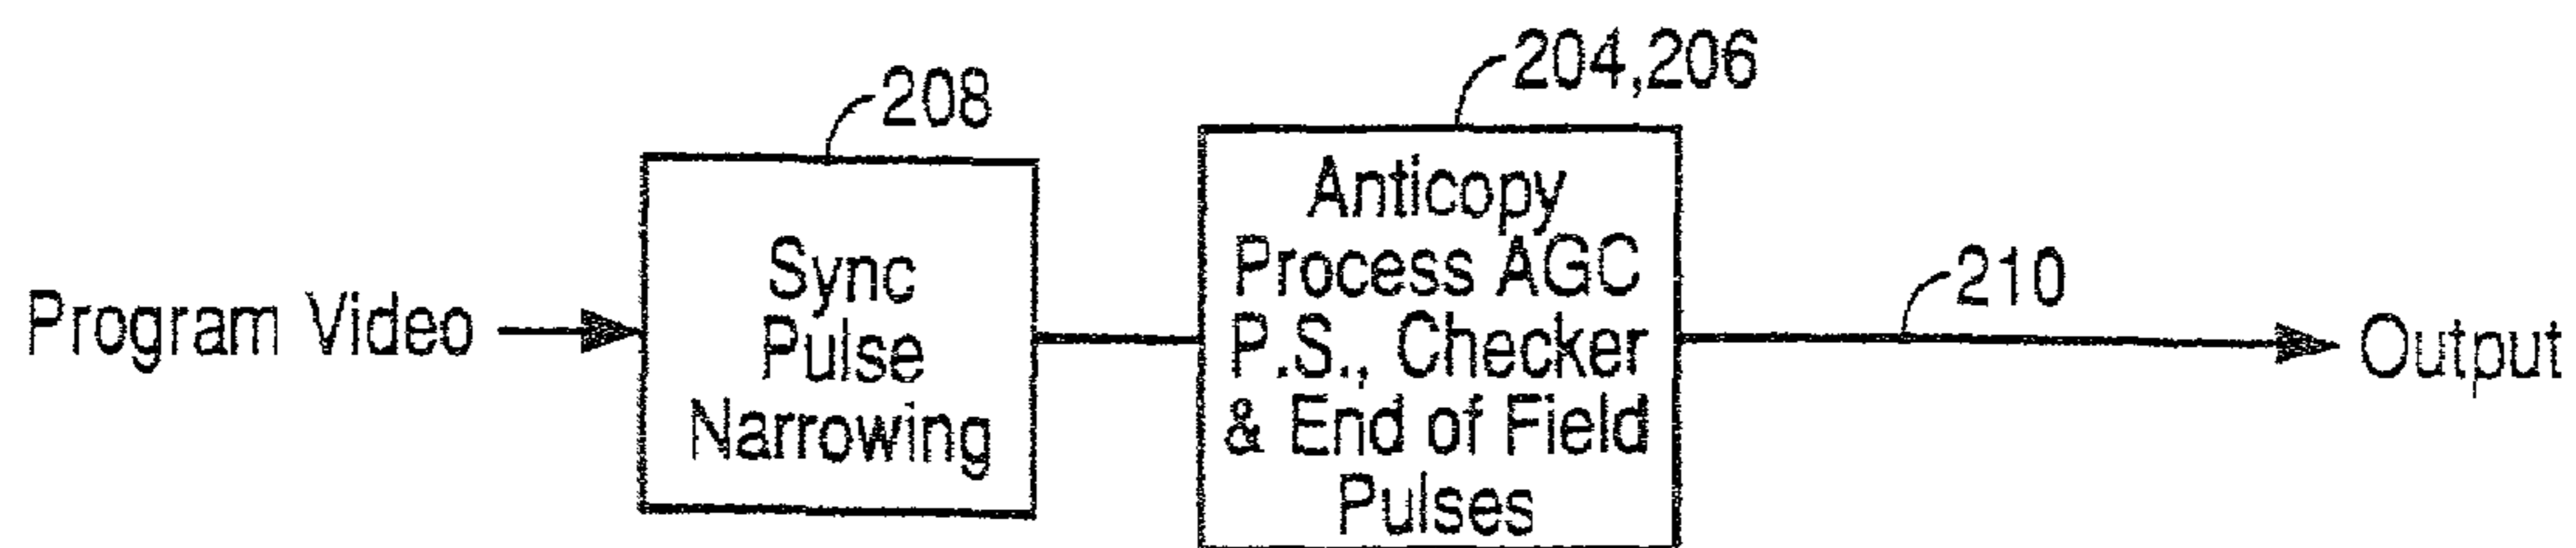 208
204,206
Program Video
Sync
Pulse
Narrowing
Anticopy
Process AGC
P.S., Checker
& End of Field
Pulses
210
Output